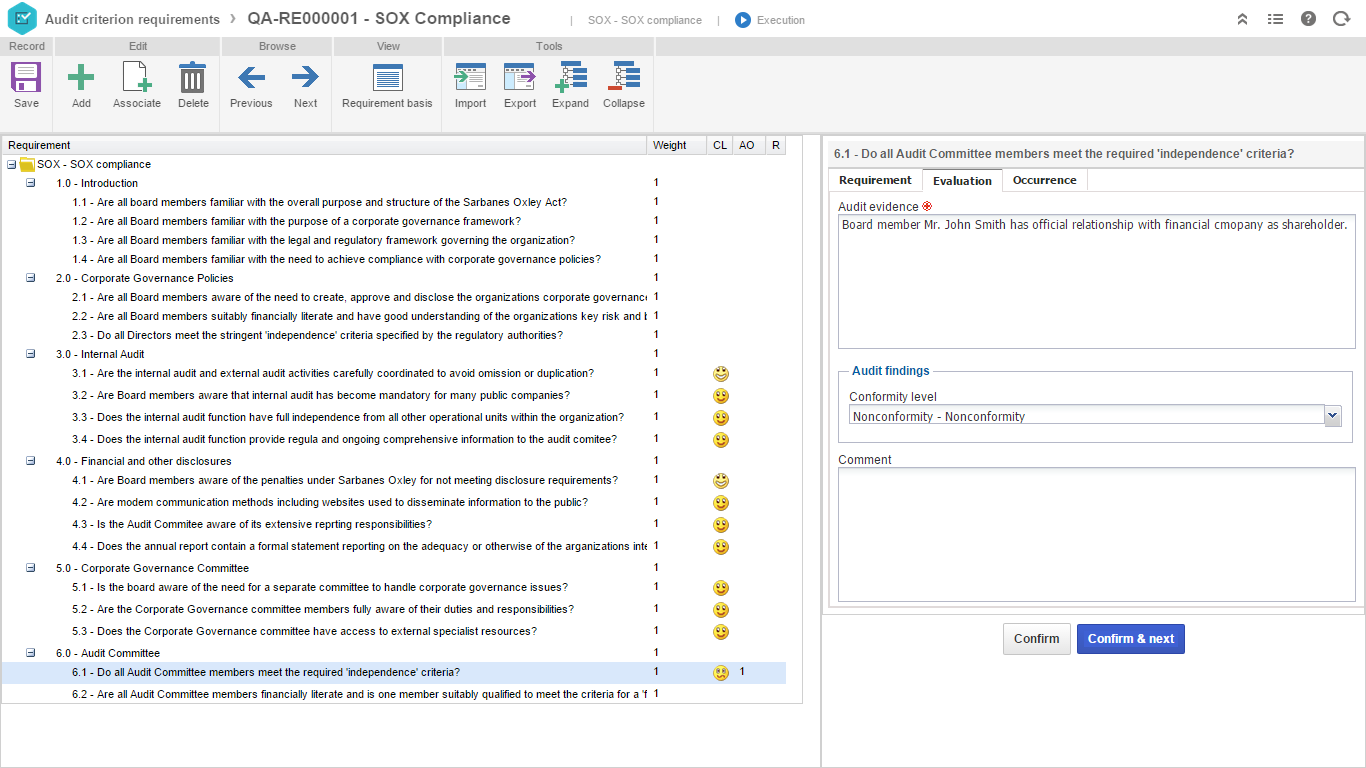 Audit criterion requirements › QA-RE000001 - SOX Compliance | SOX - SOX compliance | Execution
Record Edit Browse View Tools
Save Add Associate Delete Previous Next Requirement basis Import Export Expand Collapse
Requirement Weight CL AO R
SOX - SOX compliance
1.0 - Introduction 1
1.1 - Are all board members familiar with the overall purpose and structure of the Sarbanes Oxley Act? 1
1.2 - Are all Board members familiar with the purpose of a corporate governance framework? 1
1.3 - Are all Board members familiar with the legal and regulatory framework governing the organization? 1
1.4 - Are all Board members familiar with the need to achieve compliance with corporate governance policies? 1
2.0 - Corporate Governance Policies 1
2.1 - Are all Board members aware of the need to create, approve and disclose the organizations corporate governanc 1
2.2 - Are all Board members suitably financially literate and have good understanding of the organizations key risk and 1
2.3 - Do all Directors meet the stringent 'independence' criteria specified by the regulatory authorities? 1
3.0 - Internal Audit 1
3.1 - Are the internal audit and external audit activities carefully coordinated to avoid omission or duplication? 1
3.2 - Are Board members aware that internal audit has become mandatory for many public companies? 1
3.3 - Does the internal audit function have full independence from all other operational units within the organization? 1
3.4 - Does the internal audit function provide regula and ongoing comprehensive information to the audit comitee? 1
4.0 - Financial and other disclosures 1
4.1 - Are Board members aware of the penalties under Sarbanes Oxley for not meeting disclosure requirements? 1
4.2 - Are modem communication methods including websites used to disseminate information to the public? 1
4.3 - Is the Audit Commitee aware of its extensive reprting responsibilities? 1
4.4 - Does the annual report contain a formal statement reporting on the adequacy or otherwise of the arganizations inte 1
5.0 - Corporate Governance Committee 1
5.1 - Is the board aware of the need for a separate committee to handle corporate governance issues? 1
5.2 - Are the Corporate Governance committee members fully aware of their duties and responsibilities? 1
5.3 - Does the Corporate Governance committee have access to external specialist resources? 1
6.0 - Audit Committee 1
6.1 - Do all Audit Committee members meet the required 'independence' criteria? 1 1
6.2 - Are all Audit Committee members financially literate and is one member suitably qualified to meet the criteria for a 'f 1
6.1 - Do all Audit Committee members meet the required 'independence' criteria?
Requirement Evaluation Occurrence
Audit evidence
Board member Mr. John Smith has official relationship with financial cmopany as shareholder.
Audit findings
Conformity level
Nonconformity - Nonconformity
Comment
Confirm Confirm & next